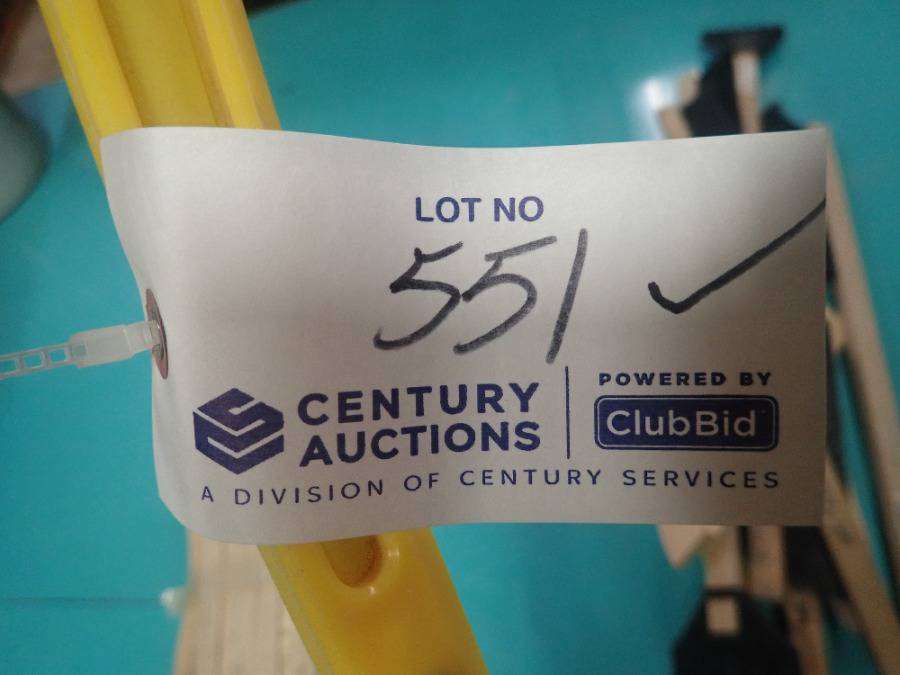 LOT NO
551 ✓
CENTURY
AUCTIONS
POWERED BY
ClubBid
A DIVISION OF CENTURY SERVICES